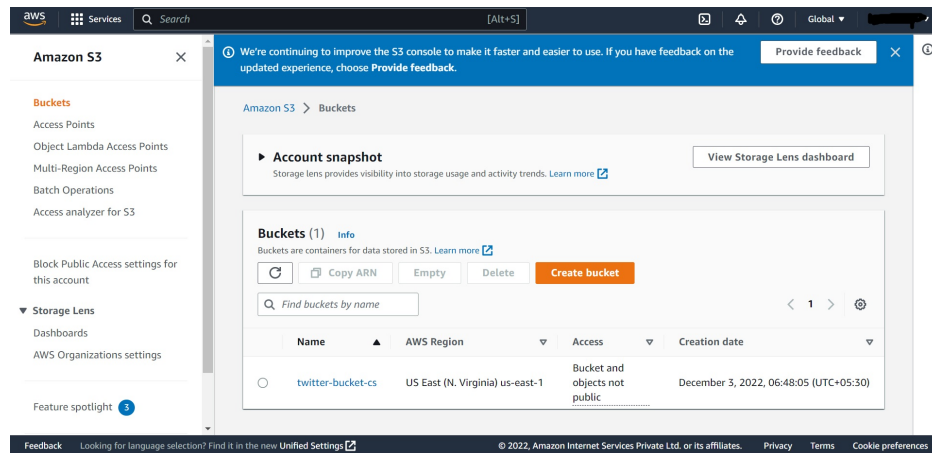 aws Services Search [Alt+S] Global
Amazon S3
We're continuing to improve the S3 console to make it faster and easier to use. If you have feedback on the
updated experience, choose Provide feedback.
Provide feedback
Buckets
Access Points
Object Lambda Access Points
Multi-Region Access Points
Batch Operations
Access analyzer for S3
Block Public Access settings for
this account
Storage Lens
Dashboards
AWS Organizations settings
Feature spotlight 3
Amazon S3 > Buckets
Account snapshot
Storage lens provides visibility into storage usage and activity trends. Learn more
View Storage Lens dashboard
Buckets (1) Info
Buckets are containers for data stored in S3. Learn more
Copy ARN Empty Delete Create bucket
Find buckets by name
1
Name AWS Region Access Creation date
twitter-bucket-cs US East (N. Virginia) us-east-1 Bucket and
objects not
public
December 3, 2022, 06:48:05 (UTC+05:30)
Feedback Looking for language selection? Find it in the new Unified Settings © 2022, Amazon Internet Services Private Ltd. or its affiliates. Privacy Terms Cookie preferences